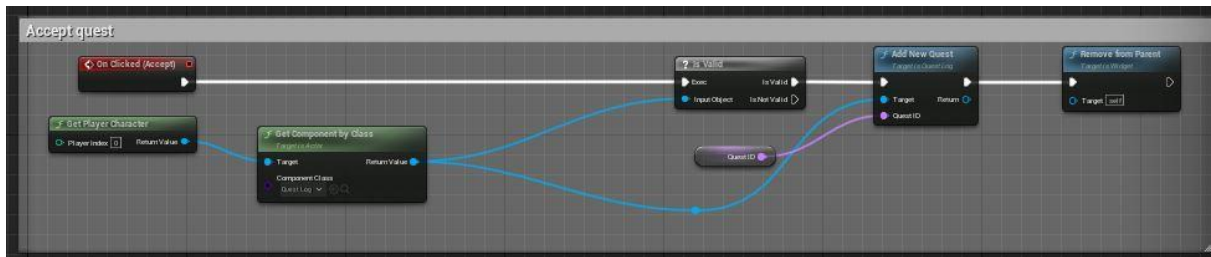 Accept quest
On Clicked (Accept)
Get Player Character
Player Index 0 Return Value
Get Component by Class
Target is Actor
Target Return Value
Component Class
Quest Log
? Is Valid
Exec Is Valid
Input Object Is Not Valid
Quest ID
Add New Quest
Target is Quest Log
Target Return
Quest ID
Remove from Parent
Target is Widget
Target self